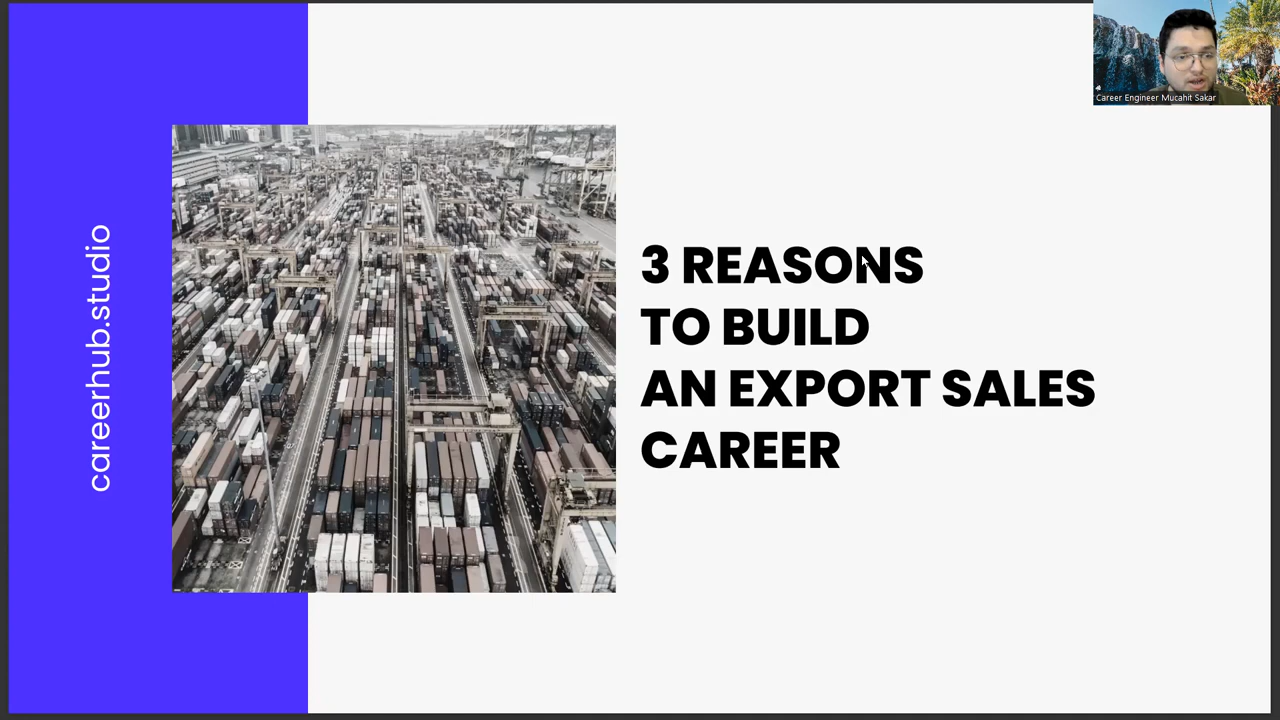 careerhub.studio
3 REASONS
TO BUILD
AN EXPORT SALES
CAREER
Career Engineer Mucahit Sakar